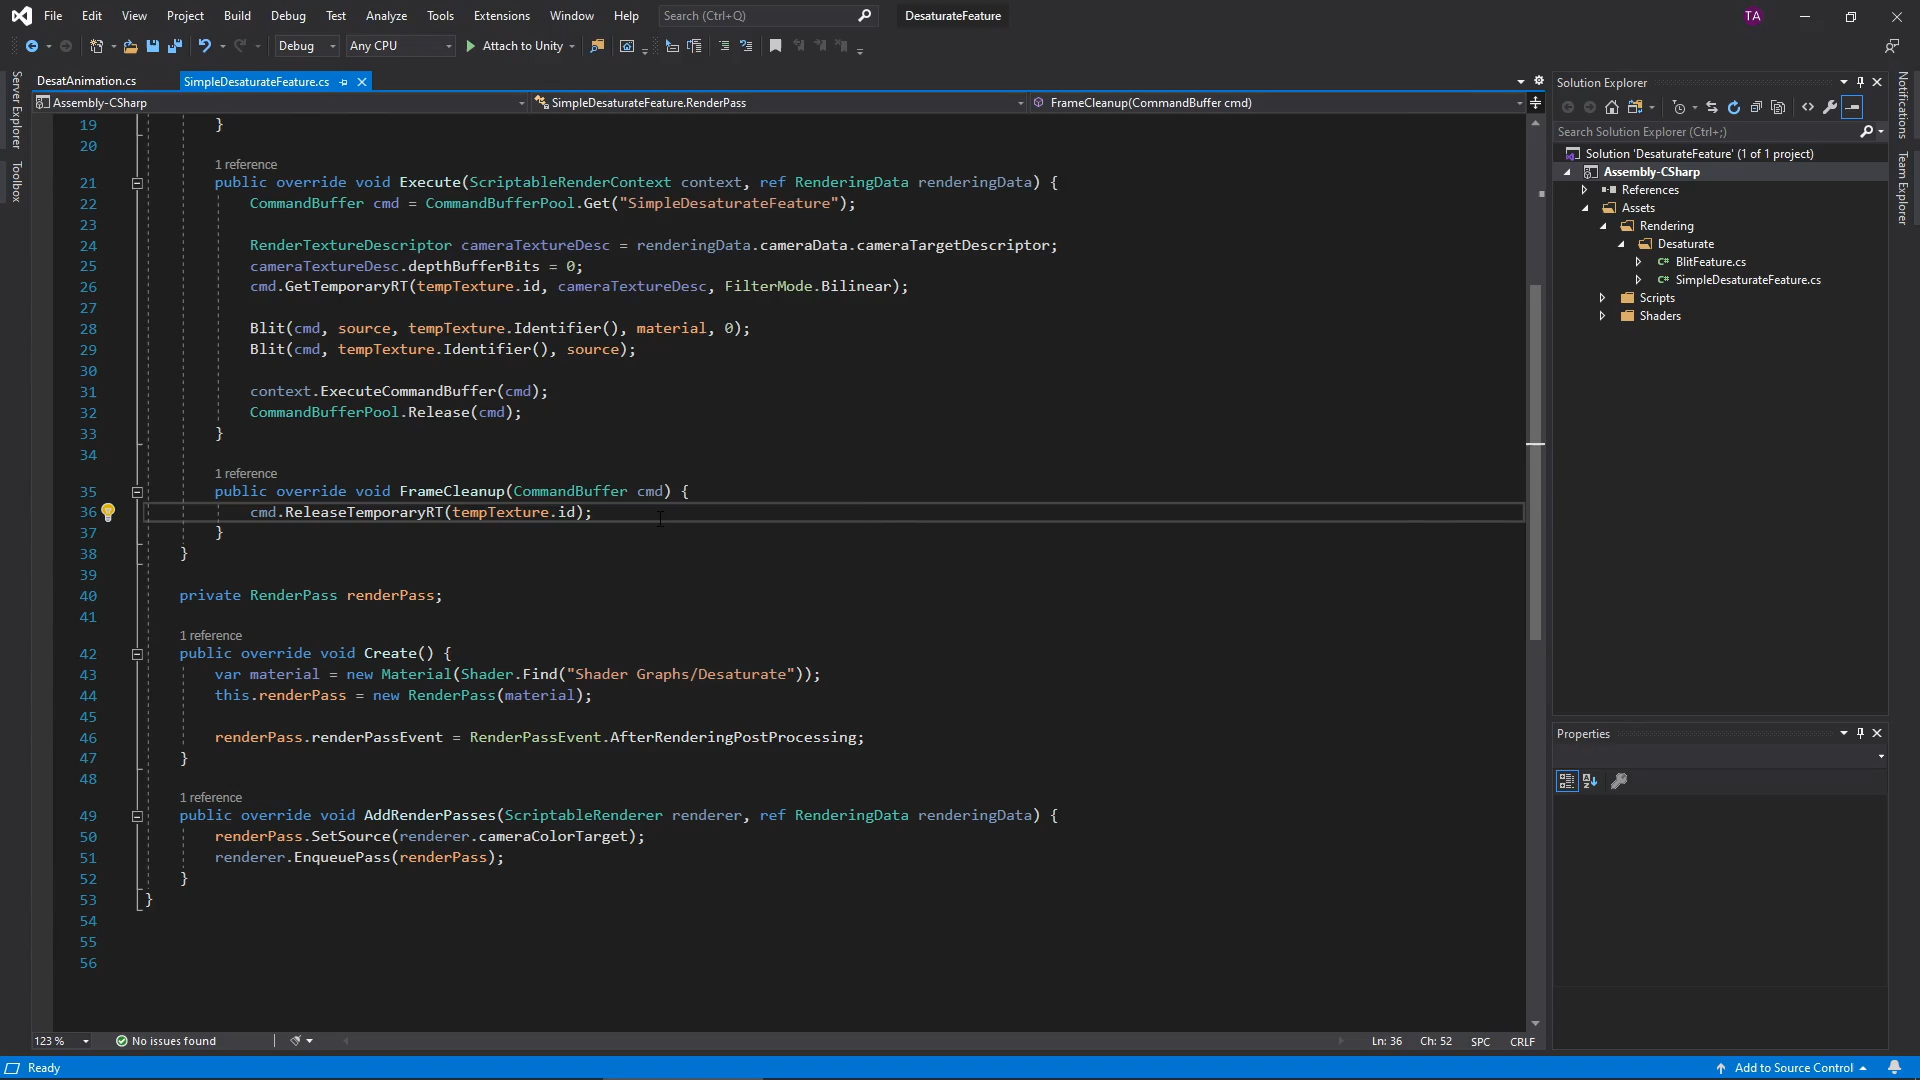 File Edit View Project Build Debug Test Analyze Tools Extensions Window Help Search (Ctrl+Q) DesaturateFeature TA
Debug Any CPU Attach to Unity
DesatAnimation.cs SimpleDesaturateFeature.cs
Assembly-CSharp SimpleDesaturateFeature.RenderPass FrameCleanup(CommandBuffer cmd)
Server Explorer
Toolbox
19 }
20
1 reference
21 public override void Execute(ScriptableRenderContext context, ref RenderingData renderingData) {
22 CommandBuffer cmd = CommandBufferPool.Get("SimpleDesaturateFeature");
23
24 RenderTextureDescriptor cameraTextureDesc = renderingData.cameraData.cameraTargetDescriptor;
25 cameraTextureDesc.depthBufferBits = 0;
26 cmd.GetTemporaryRT(tempTexture.id, cameraTextureDesc, FilterMode.Bilinear);
27
28 Blit(cmd, source, tempTexture.Identifier(), material, 0);
29 Blit(cmd, tempTexture.Identifier(), source);
30
31 context.ExecuteCommandBuffer(cmd);
32 CommandBufferPool.Release(cmd);
33 }
34
1 reference
35 public override void FrameCleanup(CommandBuffer cmd) {
36 cmd.ReleaseTemporaryRT(tempTexture.id);
37 }
38 }
39
40 private RenderPass renderPass;
41
1 reference
42 public override void Create() {
43 var material = new Material(Shader.Find("Shader Graphs/Desaturate"));
44 this.renderPass = new RenderPass(material);
45
46 renderPass.renderPassEvent = RenderPassEvent.AfterRenderingPostProcessing;
47 }
48
1 reference
49 public override void AddRenderPasses(ScriptableRenderer renderer, ref RenderingData renderingData) {
50 renderPass.SetSource(renderer.cameraColorTarget);
51 renderer.EnqueuePass(renderPass);
52 }
53 }
54
55
56
123 % No issues found Ln: 36 Ch: 52 SPC CRLF
Solution Explorer
Search Solution Explorer (Ctrl+;)
Solution 'DesaturateFeature' (1 of 1 project)
Assembly-CSharp
References
Assets
Rendering
Desaturate
C# BlitFeature.cs
C# SimpleDesaturateFeature.cs
Scripts
Shaders
Properties
Notifications
Team Explorer
Ready Add to Source Control